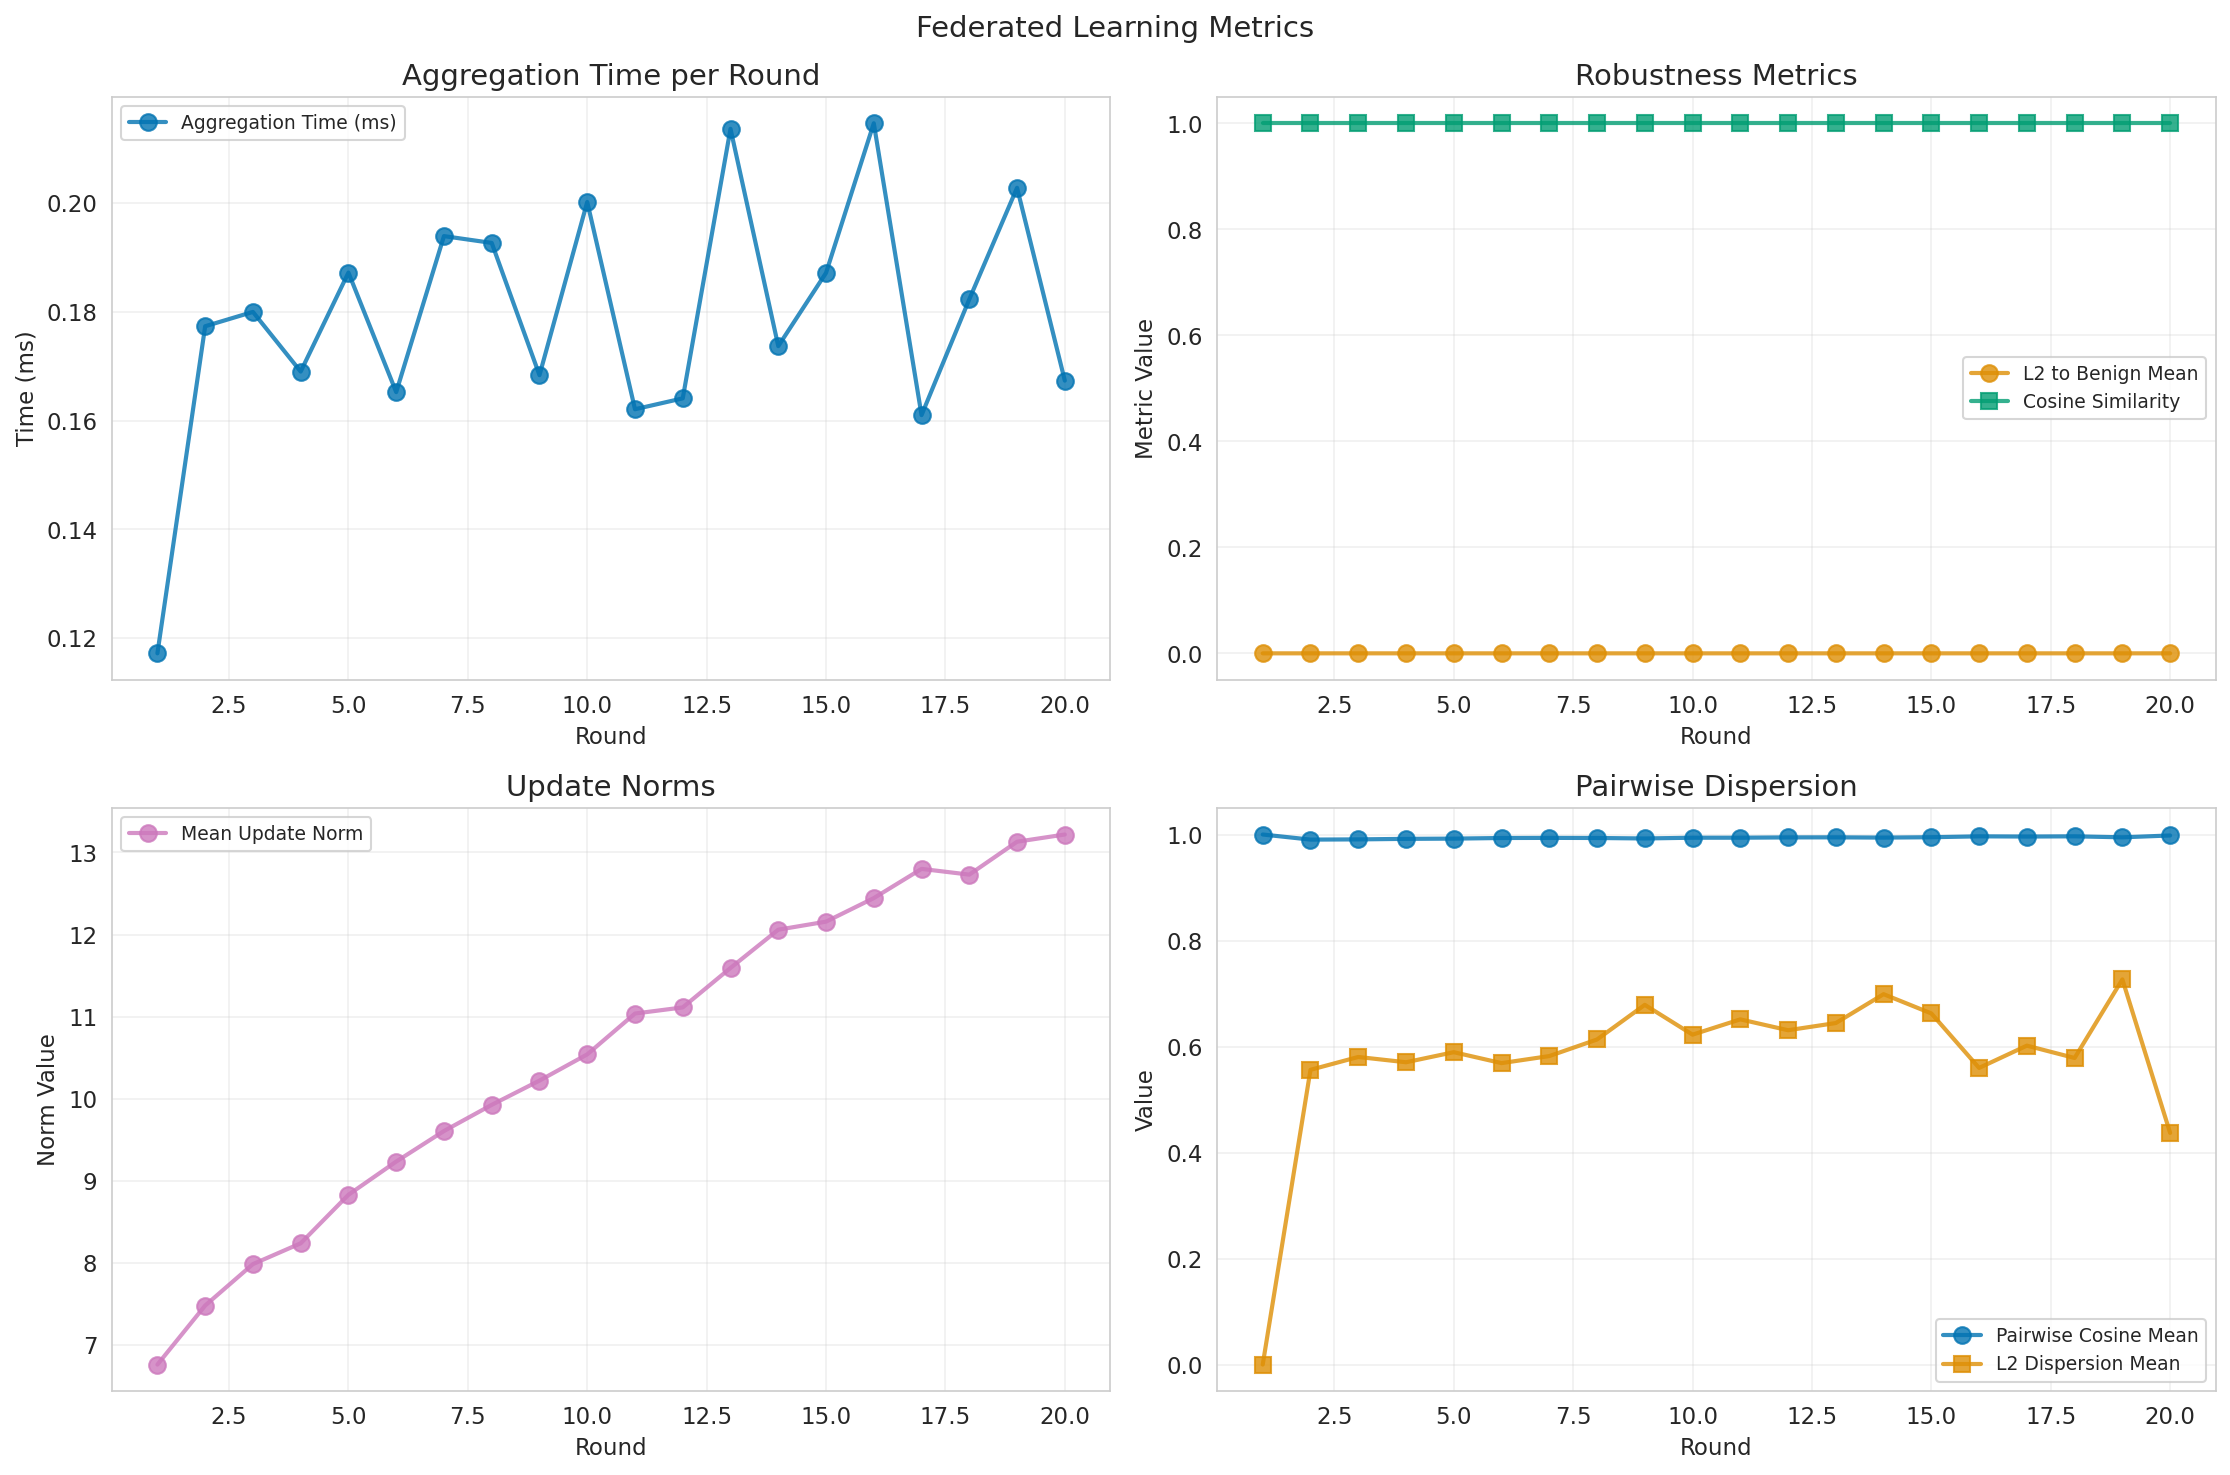 Federated Learning Metrics
Aggregation Time per Round
Aggregation Time (ms)
Time (ms)
0.20
0.18
0.16
0.14
0.12
2.5 5.0 7.5 10.0 12.5 15.0 17.5 20.0
Round
Robustness Metrics
Metric Value
1.0
0.8
0.6
0.4
0.2
0.0
L2 to Benign Mean
Cosine Similarity
2.5 5.0 7.5 10.0 12.5 15.0 17.5 20.0
Round
Update Norms
Mean Update Norm
Norm Value
13
12
11
10
9
8
7
2.5 5.0 7.5 10.0 12.5 15.0 17.5 20.0
Round
Pairwise Dispersion
Value
1.0
0.8
0.6
0.4
0.2
0.0
Pairwise Cosine Mean
L2 Dispersion Mean
2.5 5.0 7.5 10.0 12.5 15.0 17.5 20.0
Round